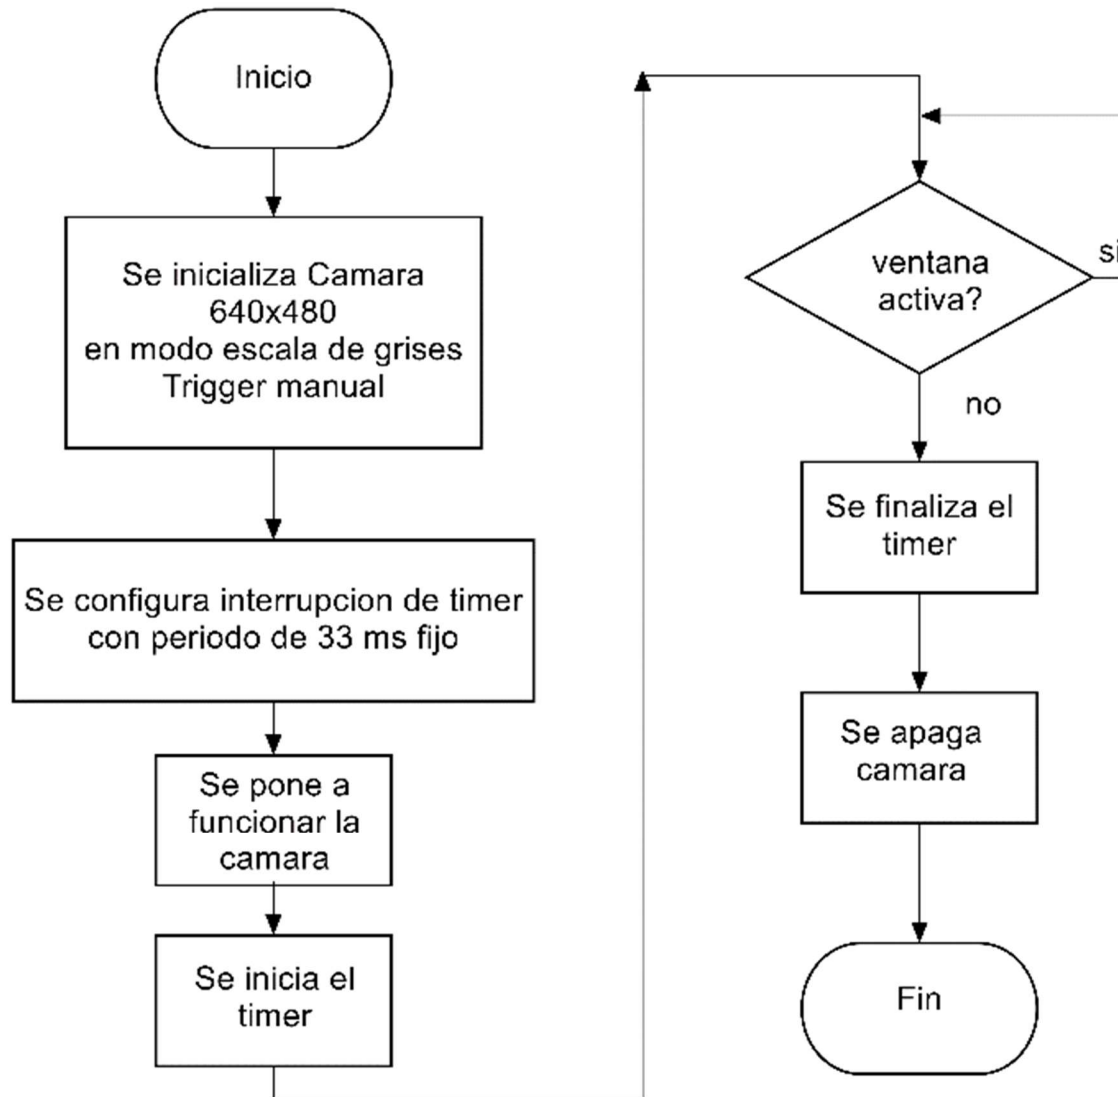 Inicio
Se inicializa Camara
640x480
en modo escala de grises
Trigger manual
Se configura interrupcion de timer
con periodo de 33 ms fijo
Se pone a
funcionar la
camara
Se inicia el
timer
ventana
activa?
si
no
Se finaliza el
timer
Se apaga
camara
Fin